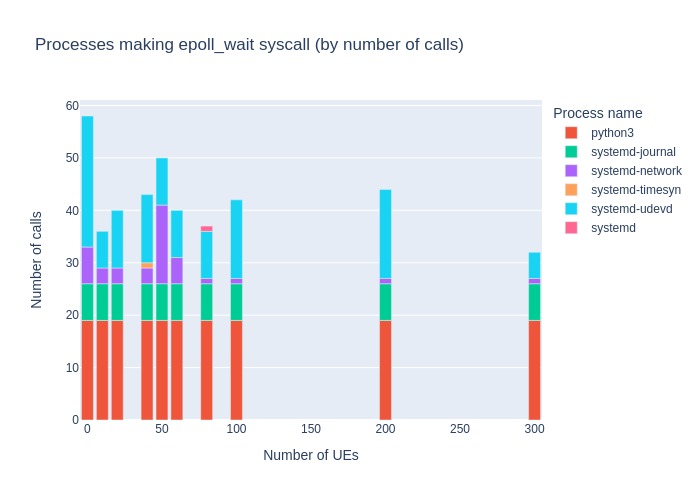 Processes making epoll_wait syscall (by number of calls)
Process name
python3
systemd-journal
systemd-network
systemd-timesyn
systemd-udevd
systemd
Number of calls
60
50
40
30
20
10
0
0 50 100 150 200 250 300
Number of UEs